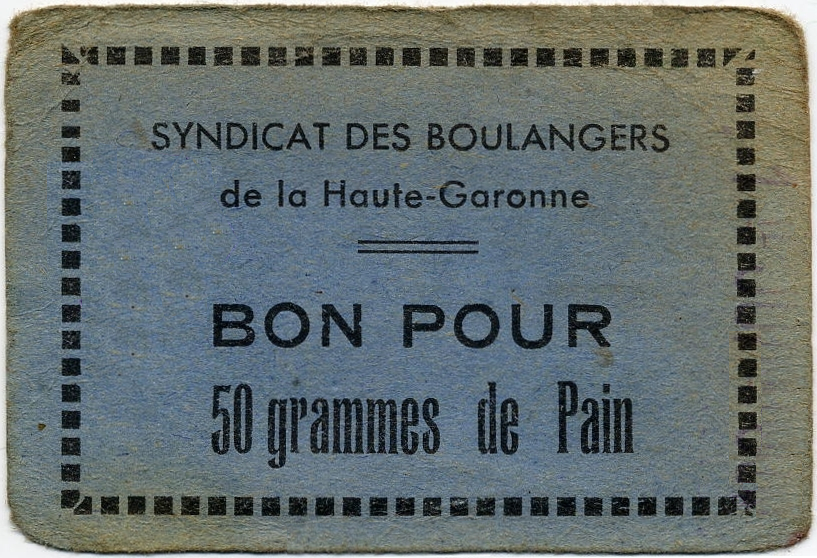 SYNDICAT DES BOULANGERS
de la Haute-Garonne
BON POUR
50 grammes de Pain